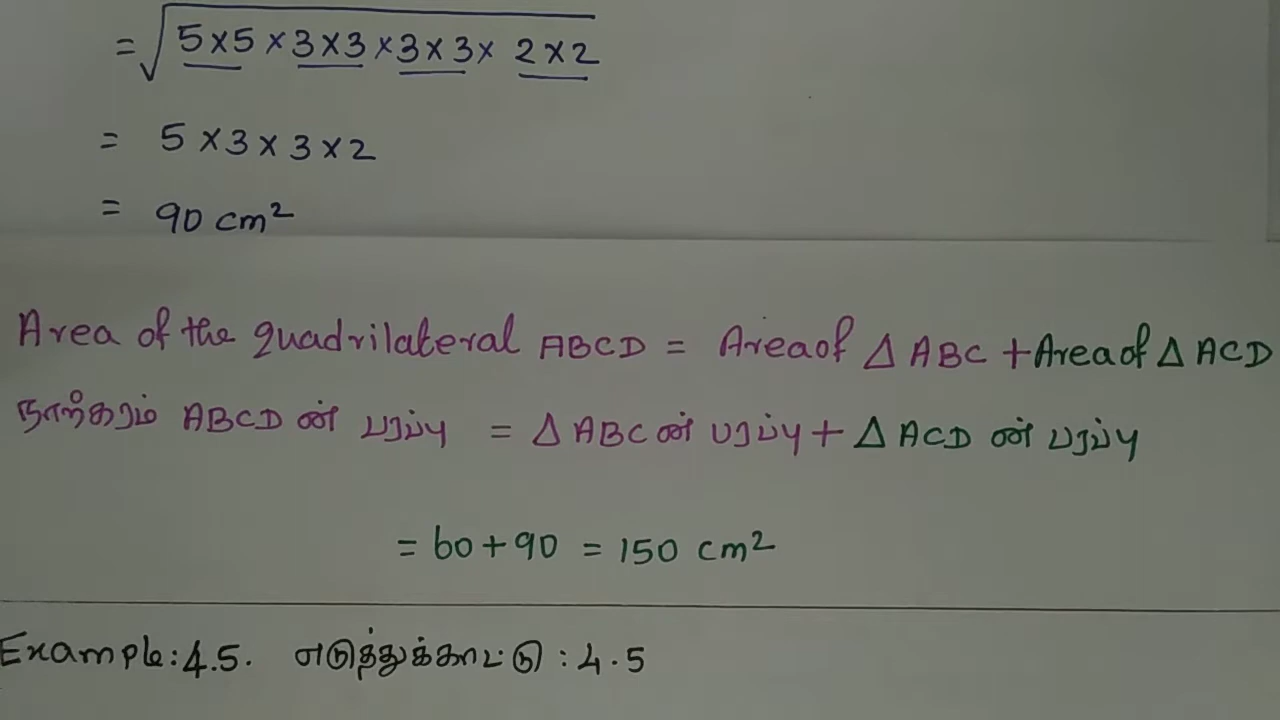 = √5×5 × 3×3 × 3×3 × 2×2
= 5×3×3×2
= 90 cm²
Area of the quadrilateral ABCD = Area of Δ ABC + Area of Δ ACD
நாற்கரம் ABCD ன் பரப்பு = Δ ABC ன் பரப்பு + Δ ACD ன் பரப்பு
= 60+90 = 150 cm²
Example: 4.5. எடுத்துக்காட்டு : 4.5